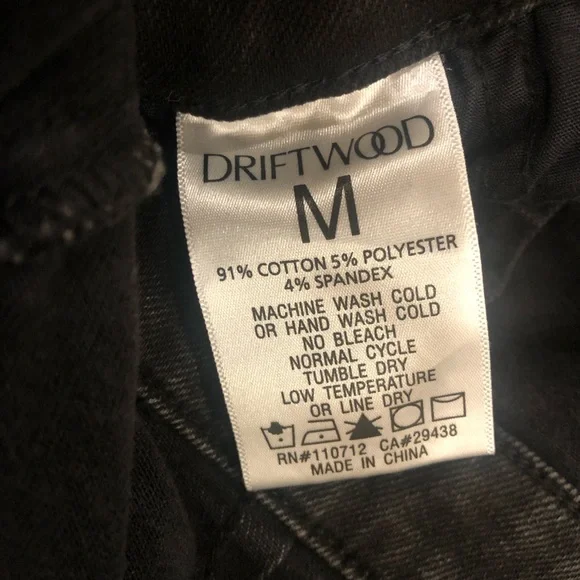 DRIFTWOOD
M
91% COTTON 5% POLYESTER
4% SPANDEX
MACHINE WASH COLD
OR HAND WASH COLD
NO BLEACH
NORMAL CYCLE
TUMBLE DRY
LOW TEMPERATURE
OR LINE DRY
RN#110712 CA#29438
MADE IN CHINA